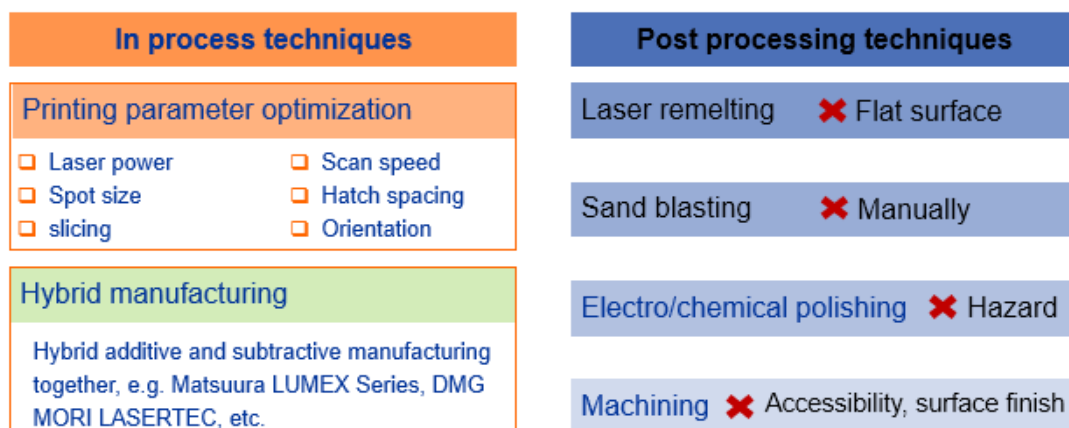 In process techniques
Printing parameter optimization
Laser power
Scan speed
Spot size
Hatch spacing
slicing
Orientation
Hybrid manufacturing
Hybrid additive and subtractive manufacturing
together, e.g. Matsuura LUMEX Series, DMG
MORI LASERTEC, etc.
Post processing techniques
Laser remelting ✖ Flat surface
Sand blasting ✖ Manually
Electro/chemical polishing ✖ Hazard
Machining ✖ Accessibility, surface finish